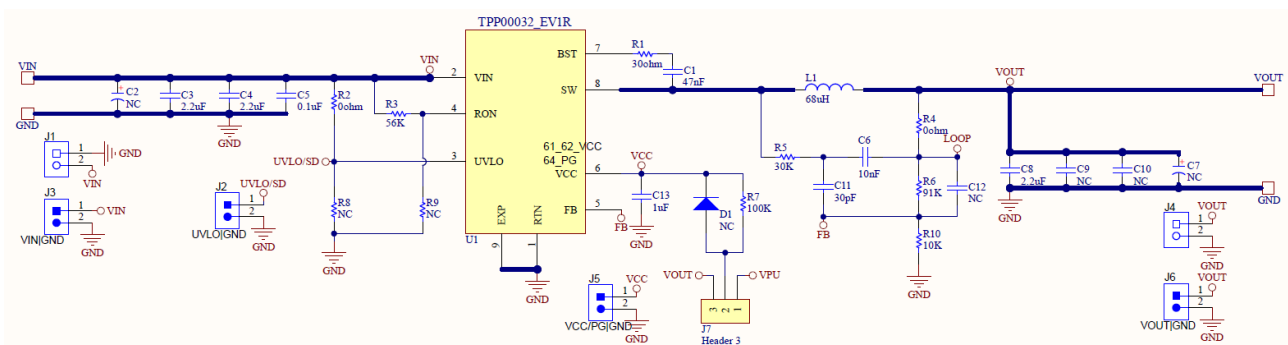 TPP00032_EV1R
VIN
GND
C2
NC
C3
2.2uF
C4
2.2uF
C5
0.1uF
GND
R2
0ohm
R3
56K
VIN
2
4
3
VIN
RON
UVLO
BST
SW
61_62_VCC
64_PG
VCC
FB
EXP
RTN
U1
9
1
GND
7
8
6
5
R1
30ohm
C1
47nF
L1
68uH
VOUT
VOUT
GND
J1
1
2
GND
VIN
J3
1
2
VIN
GND
VIN|GND
UVLO/SD
J2
UVLO/SD
1
2
GND
UVLO|GND
R8
NC
R9
NC
GND
VCC
C13
1uF
GND
FB
D1
NC
R7
100K
VOUT
VPU
3
2
1
J7
Header 3
J5
VCC
1
2
GND
VCC/PG|GND
R5
30K
C11
30pF
FB
C6
10nF
R4
0ohm
LOOP
R6
91K
C12
NC
R10
10K
GND
C8
2.2uF
C9
NC
C10
NC
C7
NC
GND
J4
VOUT
1
2
GND
J6
VOUT
1
2
GND
VOUT|GND